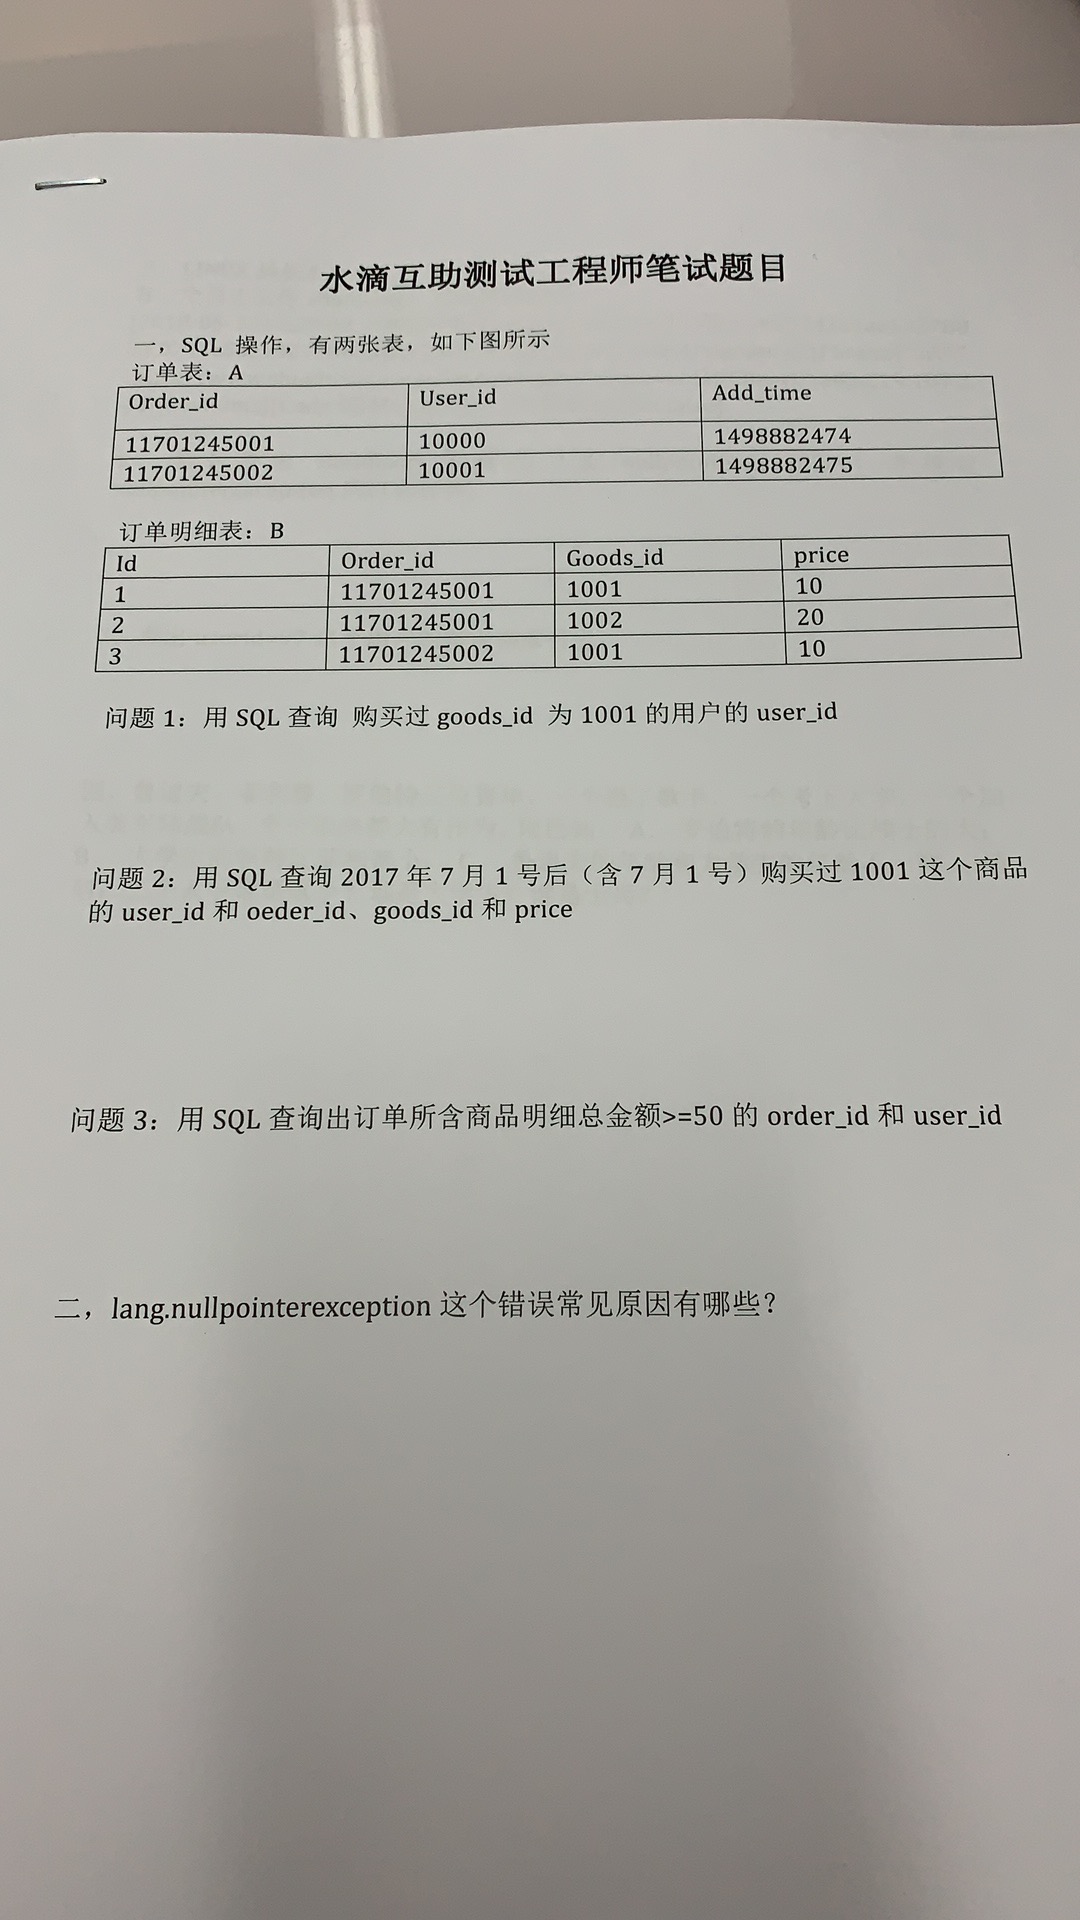 水滴互助测试工程师笔试题目
一，SQL 操作，有两张表，如下图所示
订单表：A
Order_id User_id Add_time
11701245001 10000 1498882474
11701245002 10001 1498882475
订单明细表：B
Id Order_id Goods_id price
1 11701245001 1001 10
2 11701245001 1002 20
3 11701245002 1001 10
问题 1：用 SQL 查询 购买过 goods_id 为 1001 的用户的 user_id
问题 2：用 SQL 查询 2017 年 7 月 1 号后（含 7 月 1 号）购买过 1001 这个商品
的 user_id 和 oeder_id、goods_id 和 price
问题 3：用 SQL 查询出订单所含商品明细总金额>=50 的 order_id 和 user_id
二，lang.nullpointerexception 这个错误常见原因有哪些？